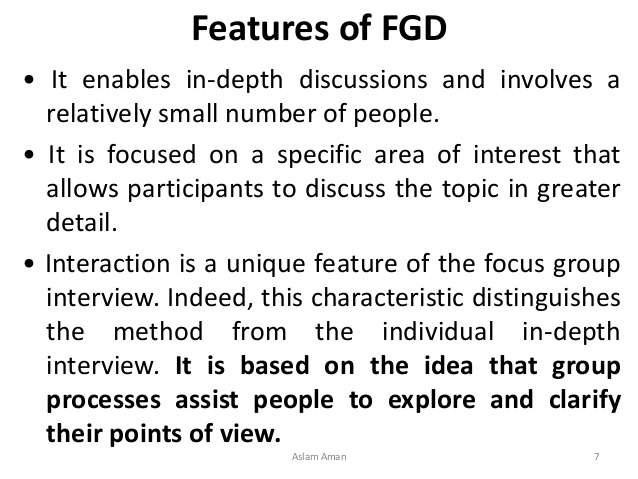 Features of FGD
• It enables in-depth discussions and involves a
relatively small number of people.
• It is focused on a specific area of interest that
allows participants to discuss the topic in greater
detail.
• Interaction is a unique feature of the focus group
interview. Indeed, this characteristic distinguishes
the method from the individual in-depth
interview. It is based on the idea that group
processes assist people to explore and clarify
their points of view.
Aslam Aman
7